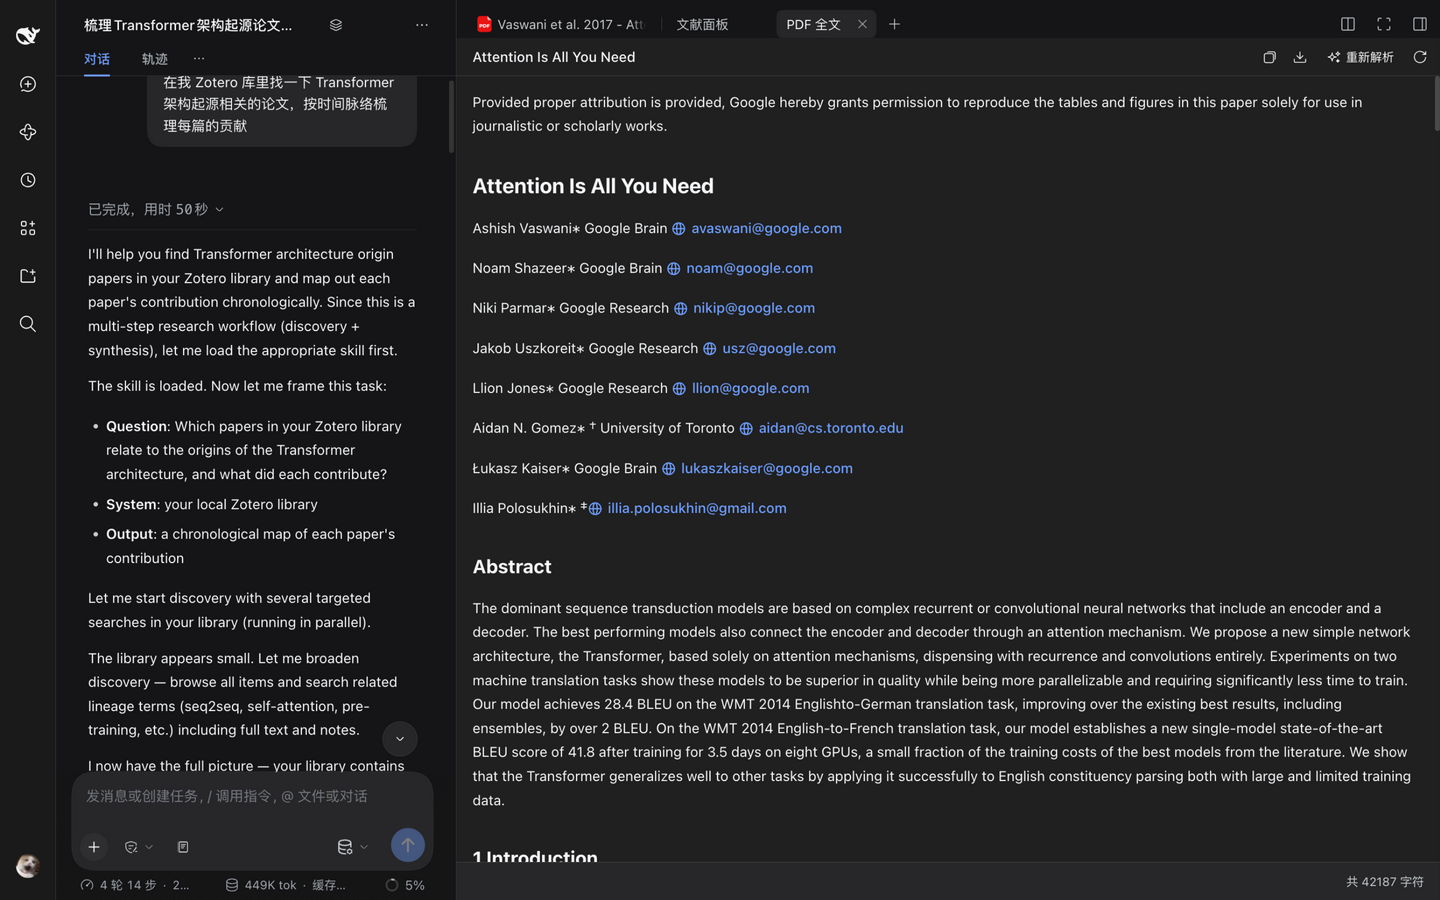 梳理 Transformer 架构起源论文...
对话
轨迹
在我 Zotero 库里找一下 Transformer
架构起源相关的论文，按时间脉络梳
理每篇的贡献
已完成，用时 50秒
I'll help you find Transformer architecture origin
papers in your Zotero library and map out each
paper's contribution chronologically. Since this is a
multi-step research workflow (discovery +
synthesis), let me load the appropriate skill first.
The skill is loaded. Now let me frame this task:
• Question: Which papers in your Zotero library
relate to the origins of the Transformer
architecture, and what did each contribute?
• System: your local Zotero library
• Output: a chronological map of each paper's
contribution
Let me start discovery with several targeted
searches in your library (running in parallel).
The library appears small. Let me broaden
discovery — browse all items and search related
lineage terms (seq2seq, self-attention, pre-
training, etc.) including full text and notes.
I now have the full picture — your library contains
发消息或创建任务, / 调用指令, @ 文件或对话
4 轮 14 步 · 2...
449K tok · 缓存...
5%
PDF
Vaswani et al. 2017 - Att
文献面板
PDF 全文
Attention Is All You Need
重新解析
Provided proper attribution is provided, Google hereby grants permission to reproduce the tables and figures in this paper solely for use in
journalistic or scholarly works.
Attention Is All You Need
Ashish Vaswani∗ Google Brain avaswani@google.com
Noam Shazeer∗ Google Brain noam@google.com
Niki Parmar∗ Google Research nikip@google.com
Jakob Uszkoreit∗ Google Research usz@google.com
Llion Jones∗ Google Research llion@google.com
Aidan N. Gomez∗ † University of Toronto aidan@cs.toronto.edu
Łukasz Kaiser∗ Google Brain lukaszkaiser@google.com
Illia Polosukhin∗ ‡ illia.polosukhin@gmail.com
Abstract
The dominant sequence transduction models are based on complex recurrent or convolutional neural networks that include an encoder and a
decoder. The best performing models also connect the encoder and decoder through an attention mechanism. We propose a new simple network
architecture, the Transformer, based solely on attention mechanisms, dispensing with recurrence and convolutions entirely. Experiments on two
machine translation tasks show these models to be superior in quality while being more parallelizable and requiring significantly less time to train.
Our model achieves 28.4 BLEU on the WMT 2014 Englishto-German translation task, improving over the existing best results, including
ensembles, by over 2 BLEU. On the WMT 2014 English-to-French translation task, our model establishes a new single-model state-of-the-art
BLEU score of 41.8 after training for 3.5 days on eight GPUs, a small fraction of the training costs of the best models from the literature. We show
that the Transformer generalizes well to other tasks by applying it successfully to English constituency parsing both with large and limited training
data.
1 Introduction
共 42187 字符